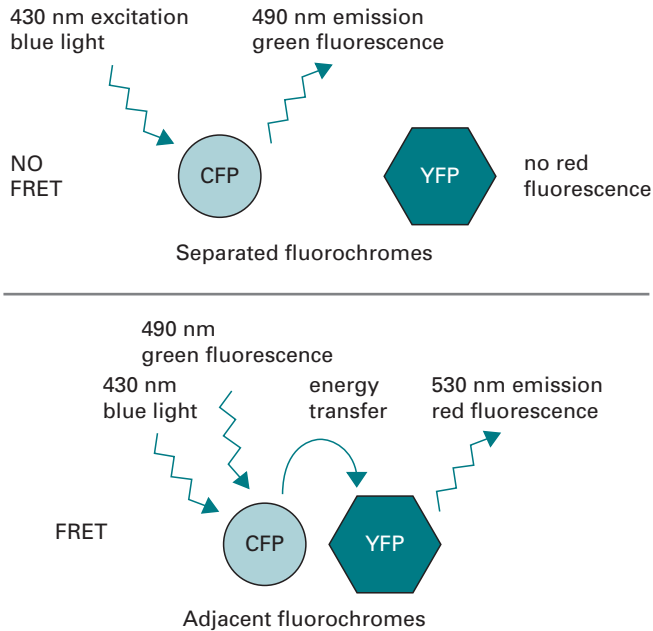 430 nm excitation
blue light
490 nm emission
green fluorescence
NO
FRET
CFP
YFP
no red
fluorescence
Separated fluorochromes
490 nm
green fluorescence
430 nm
blue light
energy
transfer
530 nm emission
red fluorescence
FRET
CFP
YFP
Adjacent fluorochromes